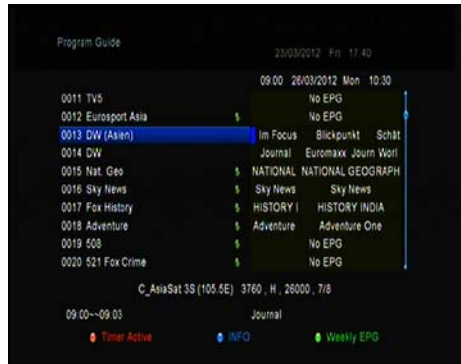 Program Guide
23/03/2012 Fri 17:40
09:00 26/03/2012 Mon 10:30
0011 TV5 No EPG
0012 Eurosport Asia $ No EPG
0013 DW (Asien) Im Focus Blickpunkt Schät
0014 DW Journal Euromaxx Journ Worl
0015 Nat. Geo $ NATIONAL NATIONAL GEOGRAPH
0016 Sky News $ Sky News Sky News
0017 Fox History $ HISTORY I HISTORY INDIA
0018 Adventure $ Adventure Adventure One
0019 508 $ No EPG
0020 521 Fox Crime $ No EPG
C_AsiaSat 3S (105.5E) 3760 , H , 26000 , 7/8
09:00~~09:03 Journal
Timer Active INFO Weekly EPG